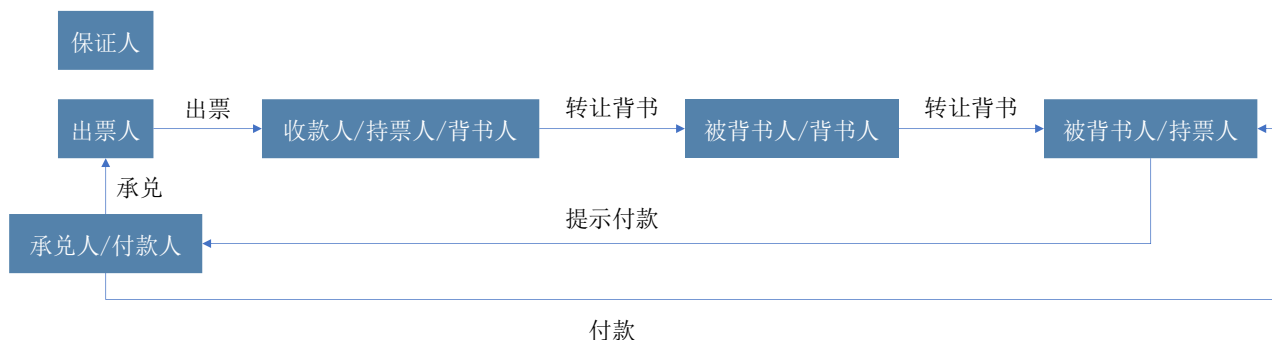 保证人
出票人
出票
收款人/持票人/背书人
转让背书
被背书人/背书人
转让背书
被背书人/持票人
承兑
承兑人/付款人
提示付款
付款